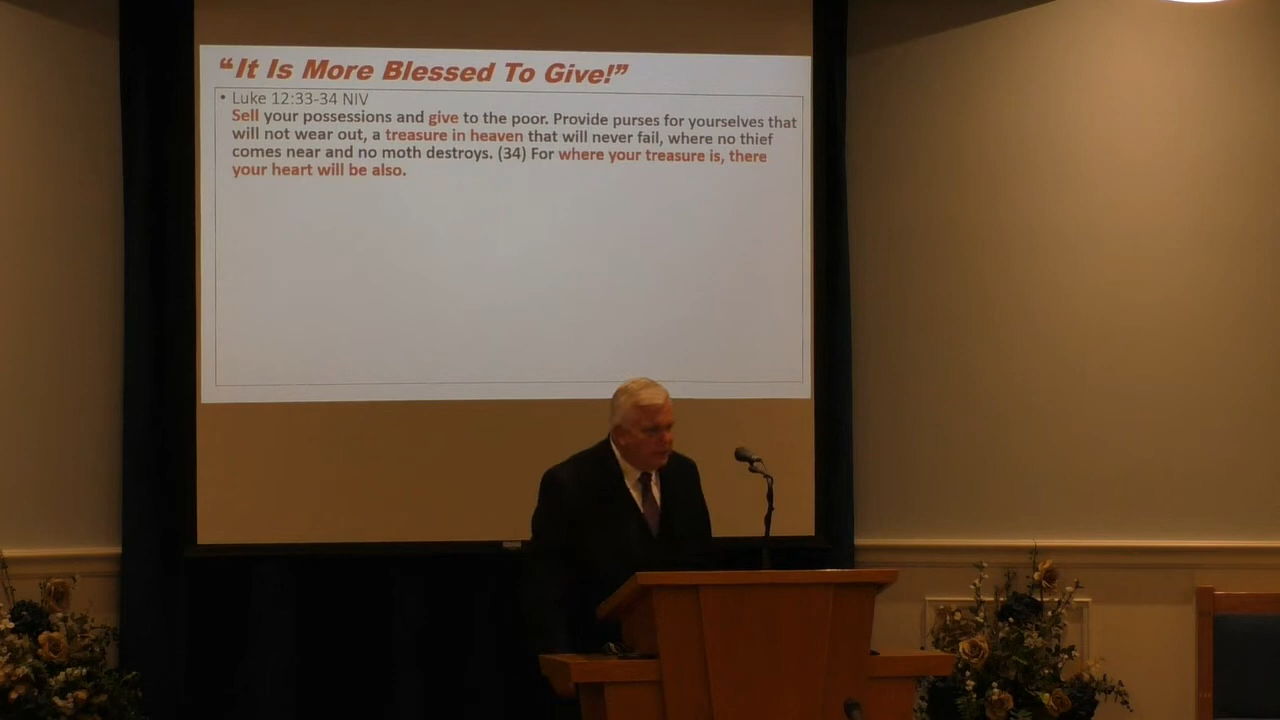 “It Is More Blessed To Give!”
• Luke 12:33-34 NIV
Sell your possessions and give to the poor. Provide purses for yourselves that
will not wear out, a treasure in heaven that will never fail, where no thief
comes near and no moth destroys. (34) For where your treasure is, there
your heart will be also.